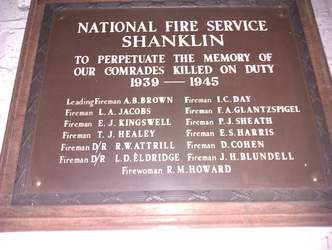 NATIONAL FIRE SERVICE
SHANKLIN
TO PERPETUATE THE MEMORY OF
OUR COMRADES KILLED ON DUTY
1939 — 1945
Leading Fireman A.B. BROWN Fireman I.C. DAY
Fireman L.A. JACOBS Fireman F.A. GLANTZSPIGEL
Fireman E.J. KINGSWELL Fireman P.J. SHEATH
Fireman T.J. HEALEY Fireman E.S. HARRIS
Fireman D/R R.W. ATTRILL Fireman D. COHEN
Fireman D/R L.D. ELDRIDGE Fireman J.H. BLUNDELL
Firewoman R.M. HOWARD